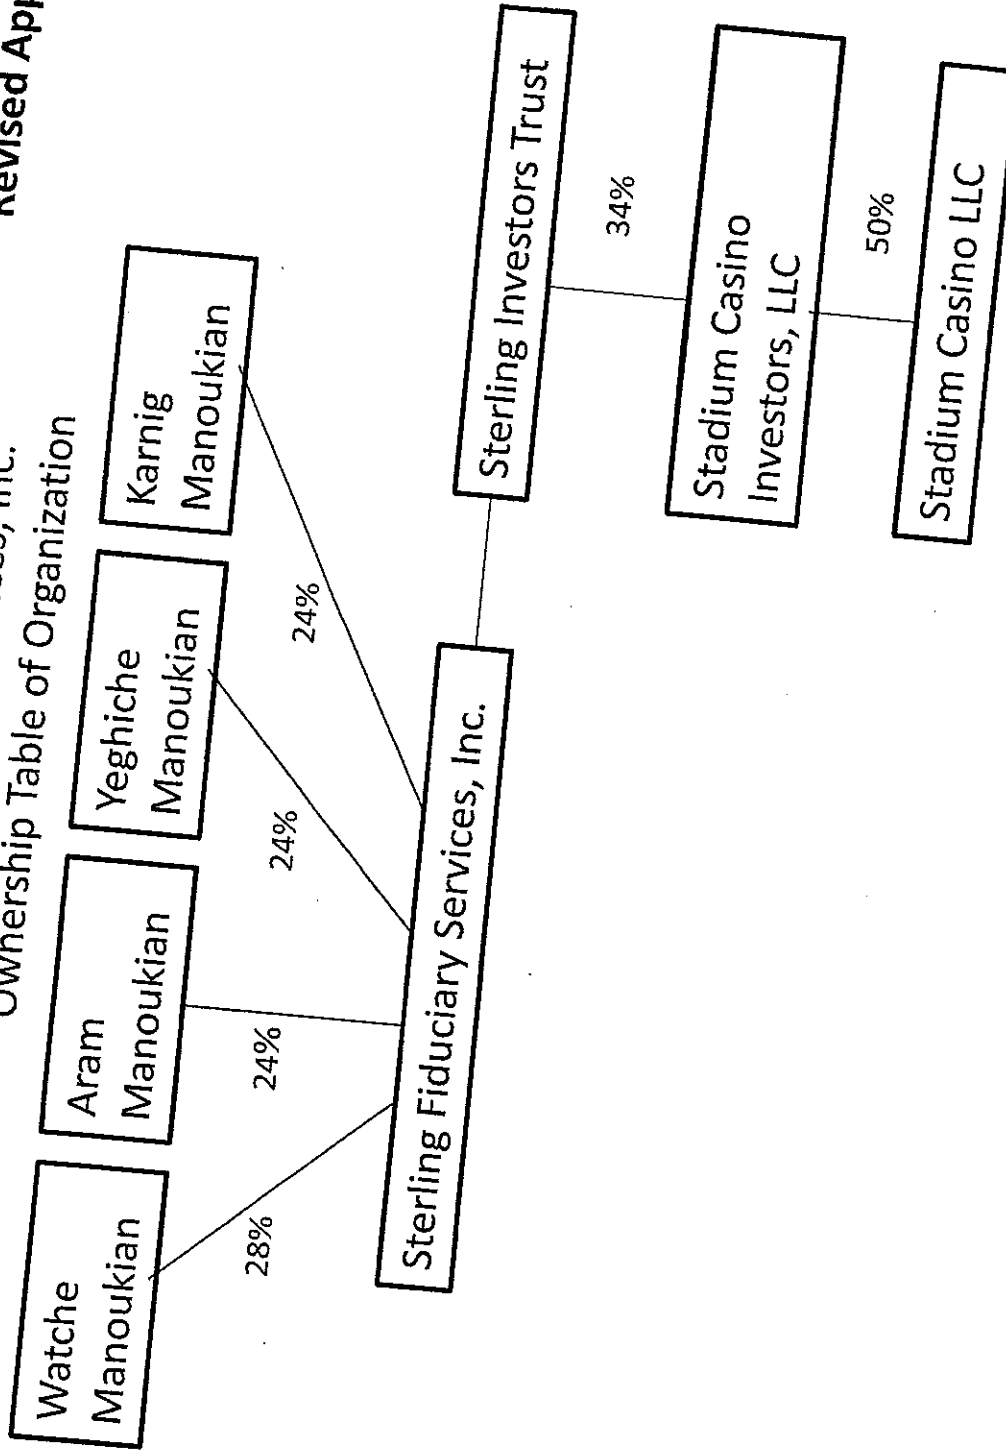 Revised App
Inc.
Ownership Table of Organization
Watche
Manoukian
Aram
Manoukian
Yeghiche
Manoukian
Karnig
Manoukian
28%
24%
24%
24%
Sterling Fiduciary Services, Inc.
Sterling Investors Trust
34%
Stadium Casino
Investors, LLC
50%
Stadium Casino LLC